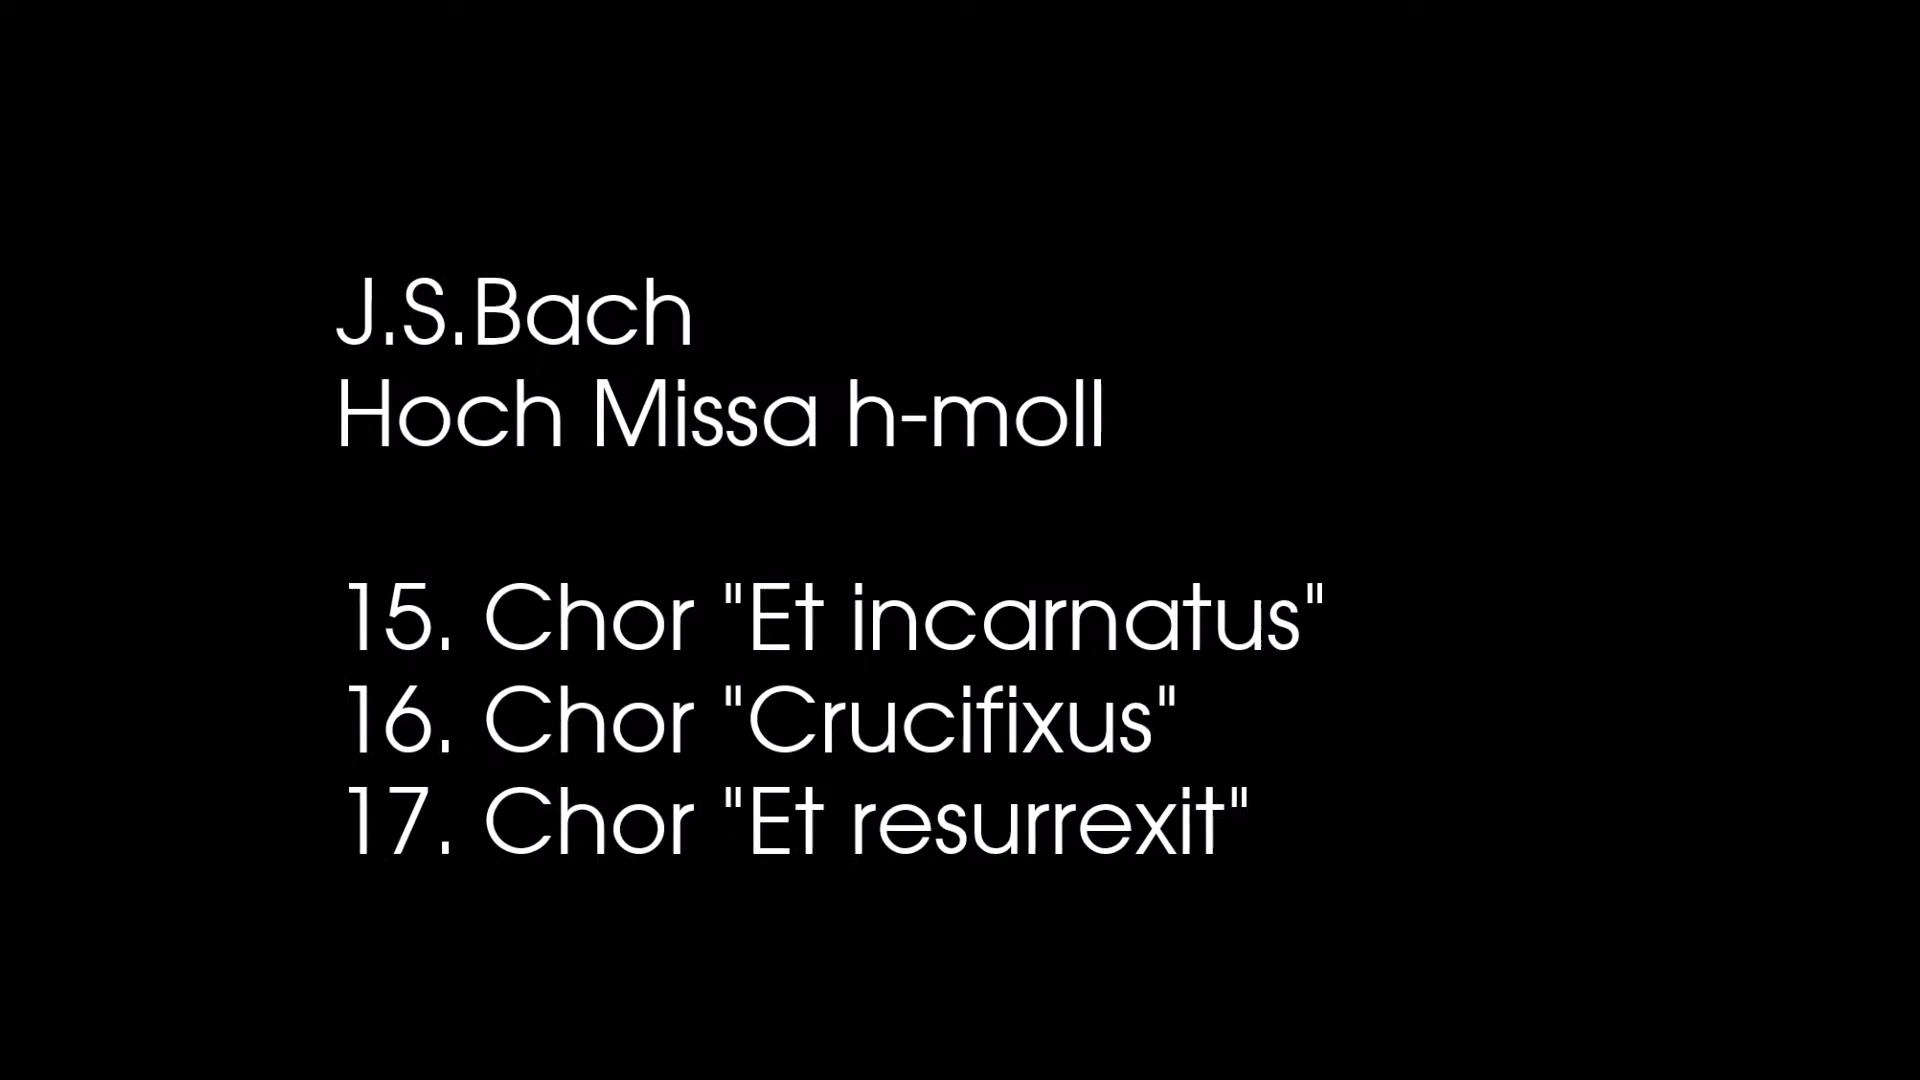 J.S.Bach
Hoch Missa h-moll
15. Chor "Et incarnatus"
16. Chor "Crucifixus"
17. Chor "Et resurrexit"